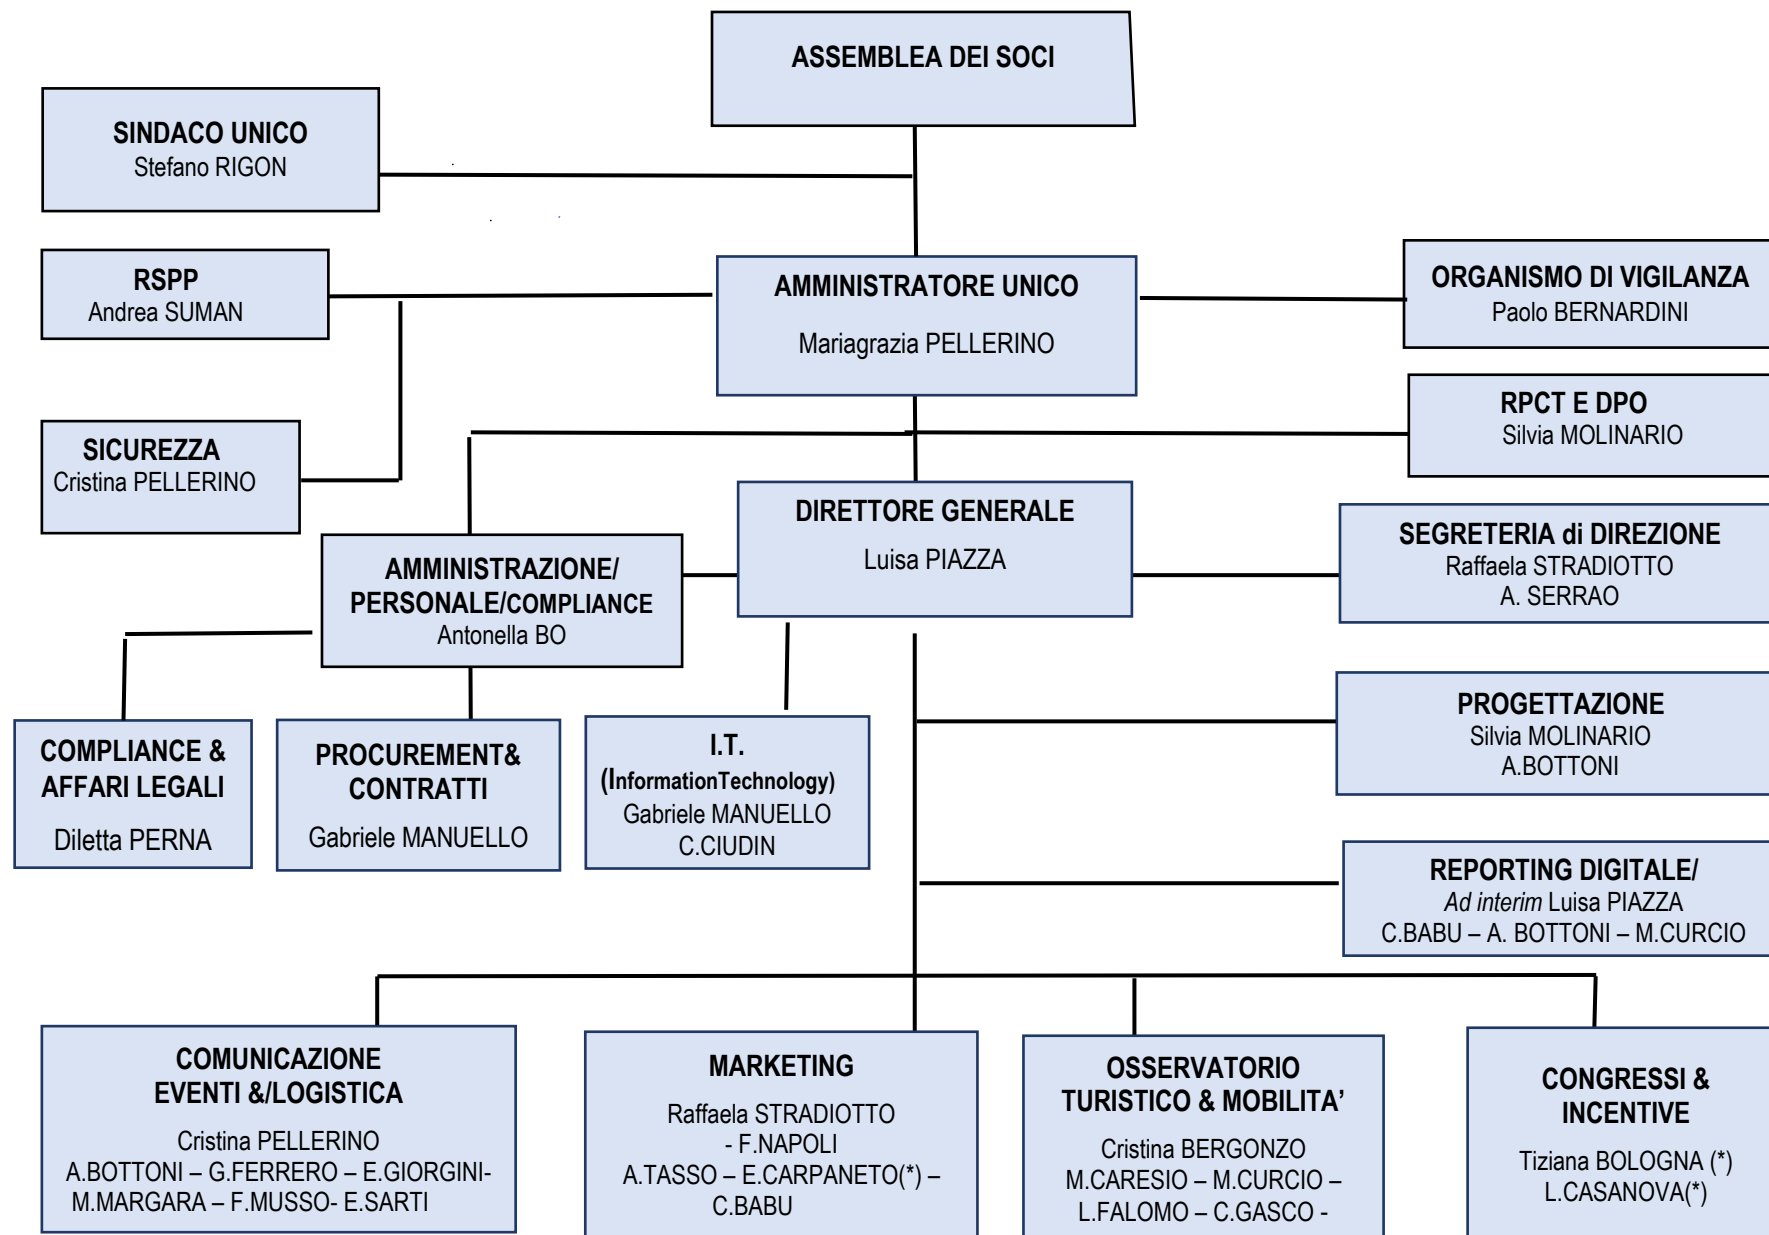 ASSEMBLEA DEI SOCI
SINDACO UNICO
Stefano RIGON
RSPP
Andrea SUMAN
AMMINISTRATORE UNICO
Mariagrazia PELLERINO
ORGANISMO DI VIGILANZA
Paolo BERNARDINI
RPCT E DPO
Silvia MOLINARIO
SICUREZZA
Cristina PELLERINO
DIRETTORE GENERALE
Luisa PIAZZA
SEGRETERIA di DIREZIONE
Raffaela STRADIOTTO
A. SERRAO
AMMINISTRAZIONE/
PERSONALE/COMPLIANCE
Antonella BO
COMPLIANCE &
AFFARI LEGALI
Diletta PERNA
PROCUREMENT&
CONTRATTI
Gabriele MANUELLO
I.T.
(InformationTechnology)
Gabriele MANUELLO
C.CIUDIN
PROGETTAZIONE
Silvia MOLINARIO
A.BOTTONI
REPORTING DIGITALE/
Ad interim Luisa PIAZZA
C.BABU – A. BOTTONI – M.CURCIO
COMUNICAZIONE
EVENTI &/LOGISTICA
Cristina PELLERINO
A.BOTTONI – G.FERRERO – E.GIORGINI-
M.MARGARA – F.MUSSO- E.SARTI
MARKETING
Raffaela STRADIOTTO
- F.NAPOLI
A.TASSO – E.CARPANETO(*) –
C.BABU
OSSERVATORIO
TURISTICO & MOBILITA’
Cristina BERGONZO
M.CARESIO – M.CURCIO –
L.FALOMO – C.GASCO -
CONGRESSI &
INCENTIVE
Tiziana BOLOGNA (*)
L.CASANOVA(*)